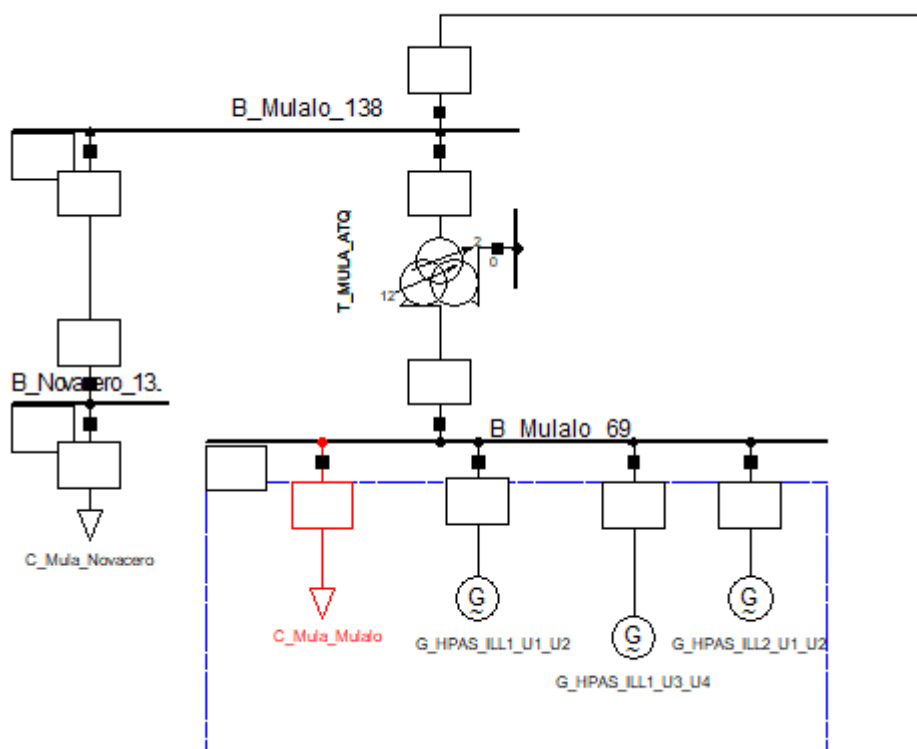 B_Mulalo_138
T_MULA_ATQ
2
0
12
B_Novacero_13.
B_Mulalo_69
C_Mula_Novacero
C_Mula_Mulalo
G
G_HPAS_ILL1_U1_U2
G
G_HPAS_ILL1_U3_U4
G
G_HPAS_ILL2_U1_U2